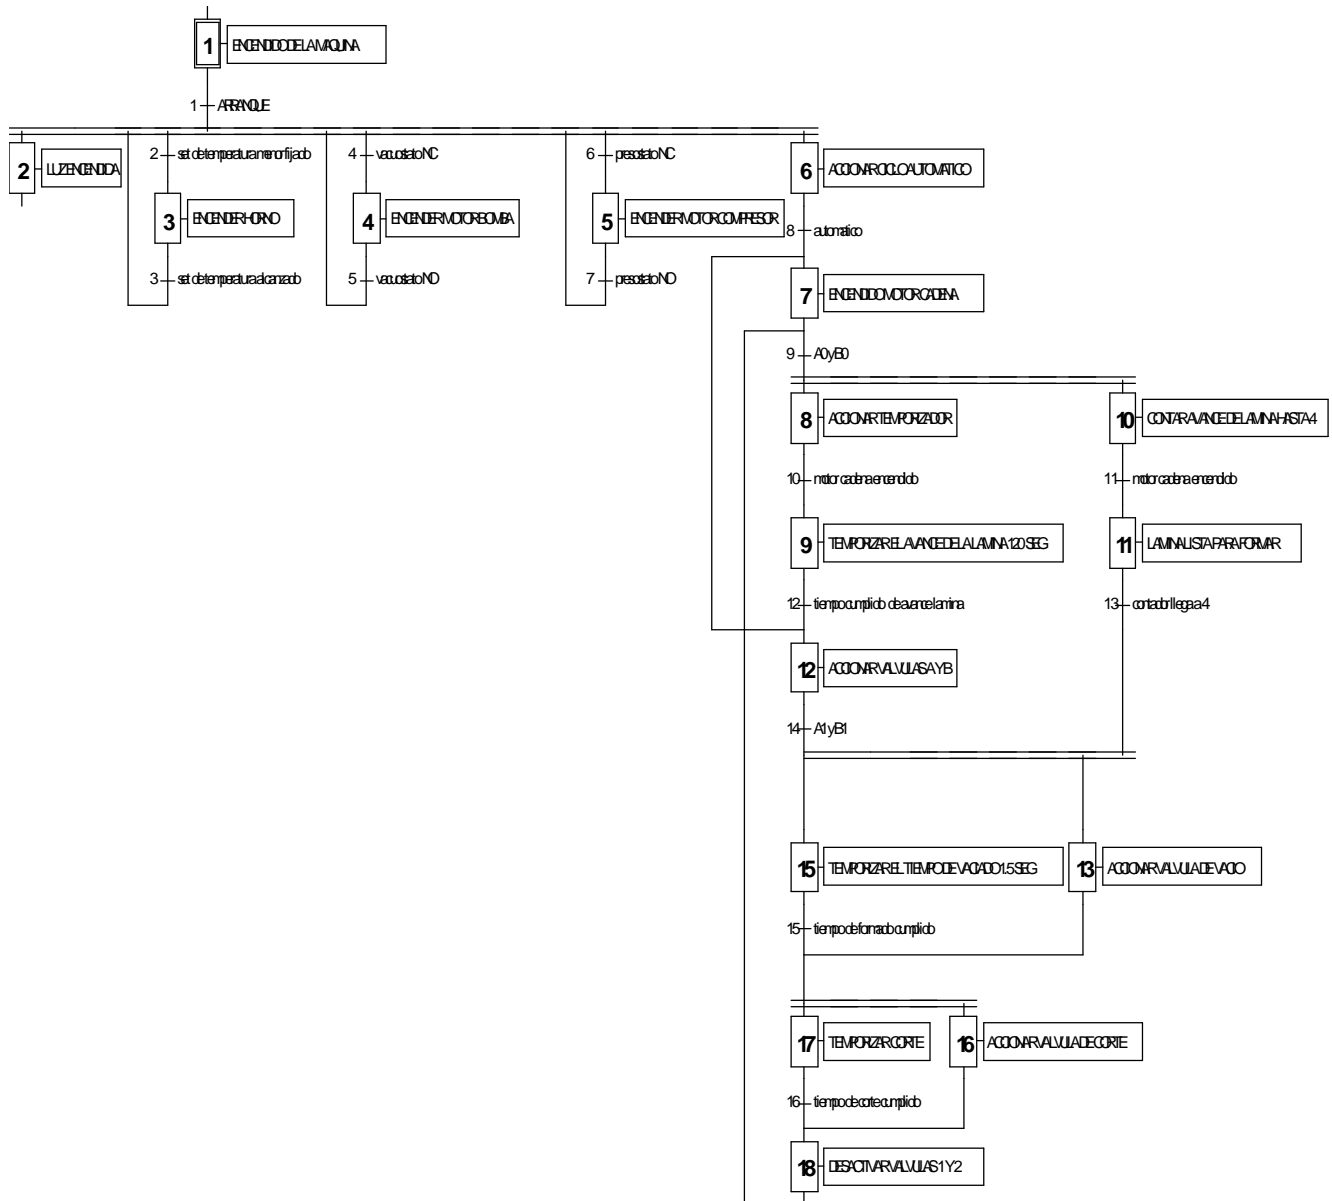 1 ENCENDIDO DE LA MAQUINA
1 ARRANQUE
2 LUZ ENCENDIDA
2 set de temperatura menor fijado
4 vacuostato NC
6 presostato NC
6 ACCIONAR CICLO AUTOMATICO
3 ENCENDER HORNO
4 ENCENDER MOTOR BOMBA
5 ENCENDER MOTOR COMPRESOR
8 automatico
3 set de temperatura alcanzado
5 vacuostato NO
7 presostato NO
7 ENCENDIDO MOTOR CADENA
9 A0 y B0
8 ACCIONAR TEMPORIZADOR
10 CONTAR AVANCE DE LAMINA HASTA 4
10 motor cadena encendido
11 motor cadena encendido
9 TEMPORIZAR EL AVANCE DE LA LAMINA 1.20 SEG
11 LAMINA LISTA PARA FORMAR
12 tiempo cumplido de avance lamina
13 contador llega a 4
12 ACCIONAR VALVULAS A Y B
14 A1 y B1
15 TEMPORIZAR EL TIEMPO DE VACIADO 1.5 SEG
13 ACCIONAR VALVULA DE VACIO
15 tiempo de formado cumplido
17 TEMPORIZAR CORTE
16 ACCIONAR VALVULA DE CORTE
16 tiempo de corte cumplido
18 DESACTIVAR VALVULAS 1 Y 2